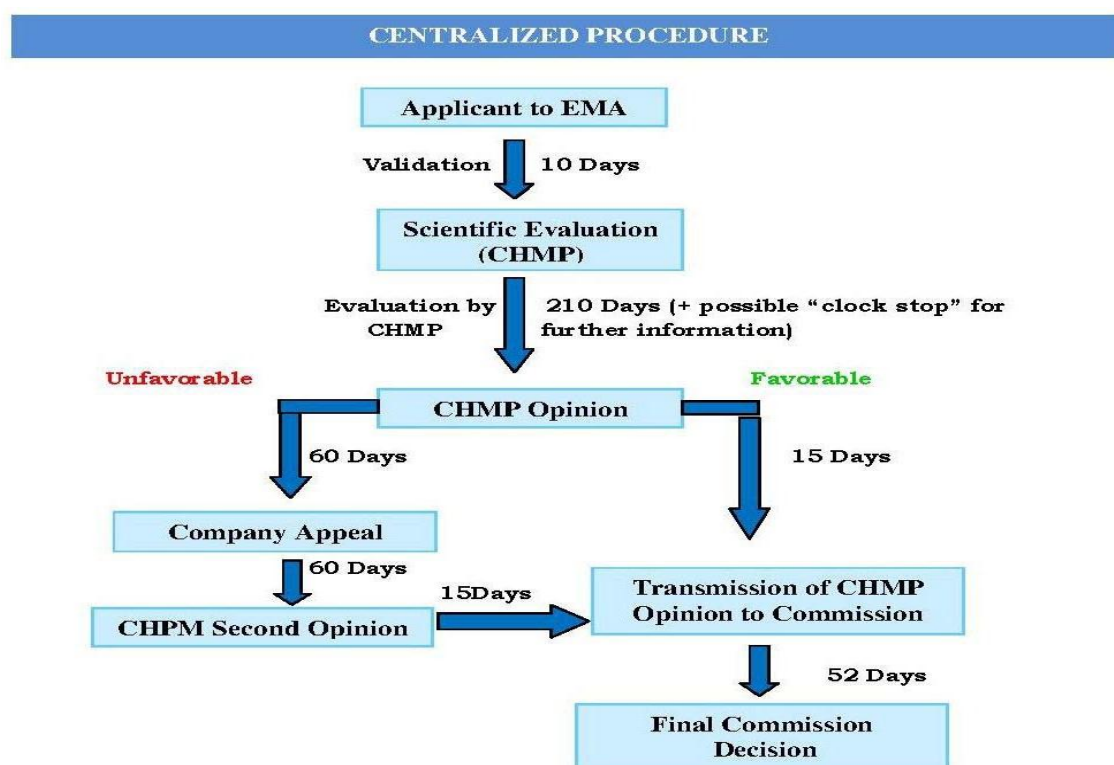 CENTRALIZED PROCEDURE
Applicant to EMA
Validation
10 Days
Scientific Evaluation
(CHMP)
Evaluation by
CHMP
210 Days (+ possible “clock stop” for
further information)
Unfavorable
Favorable
CHMP Opinion
60 Days
15 Days
Company Appeal
60 Days
15Days
CHPM Second Opinion
Transmission of CHMP
Opinion to Commission
52 Days
Final Commission
Decision